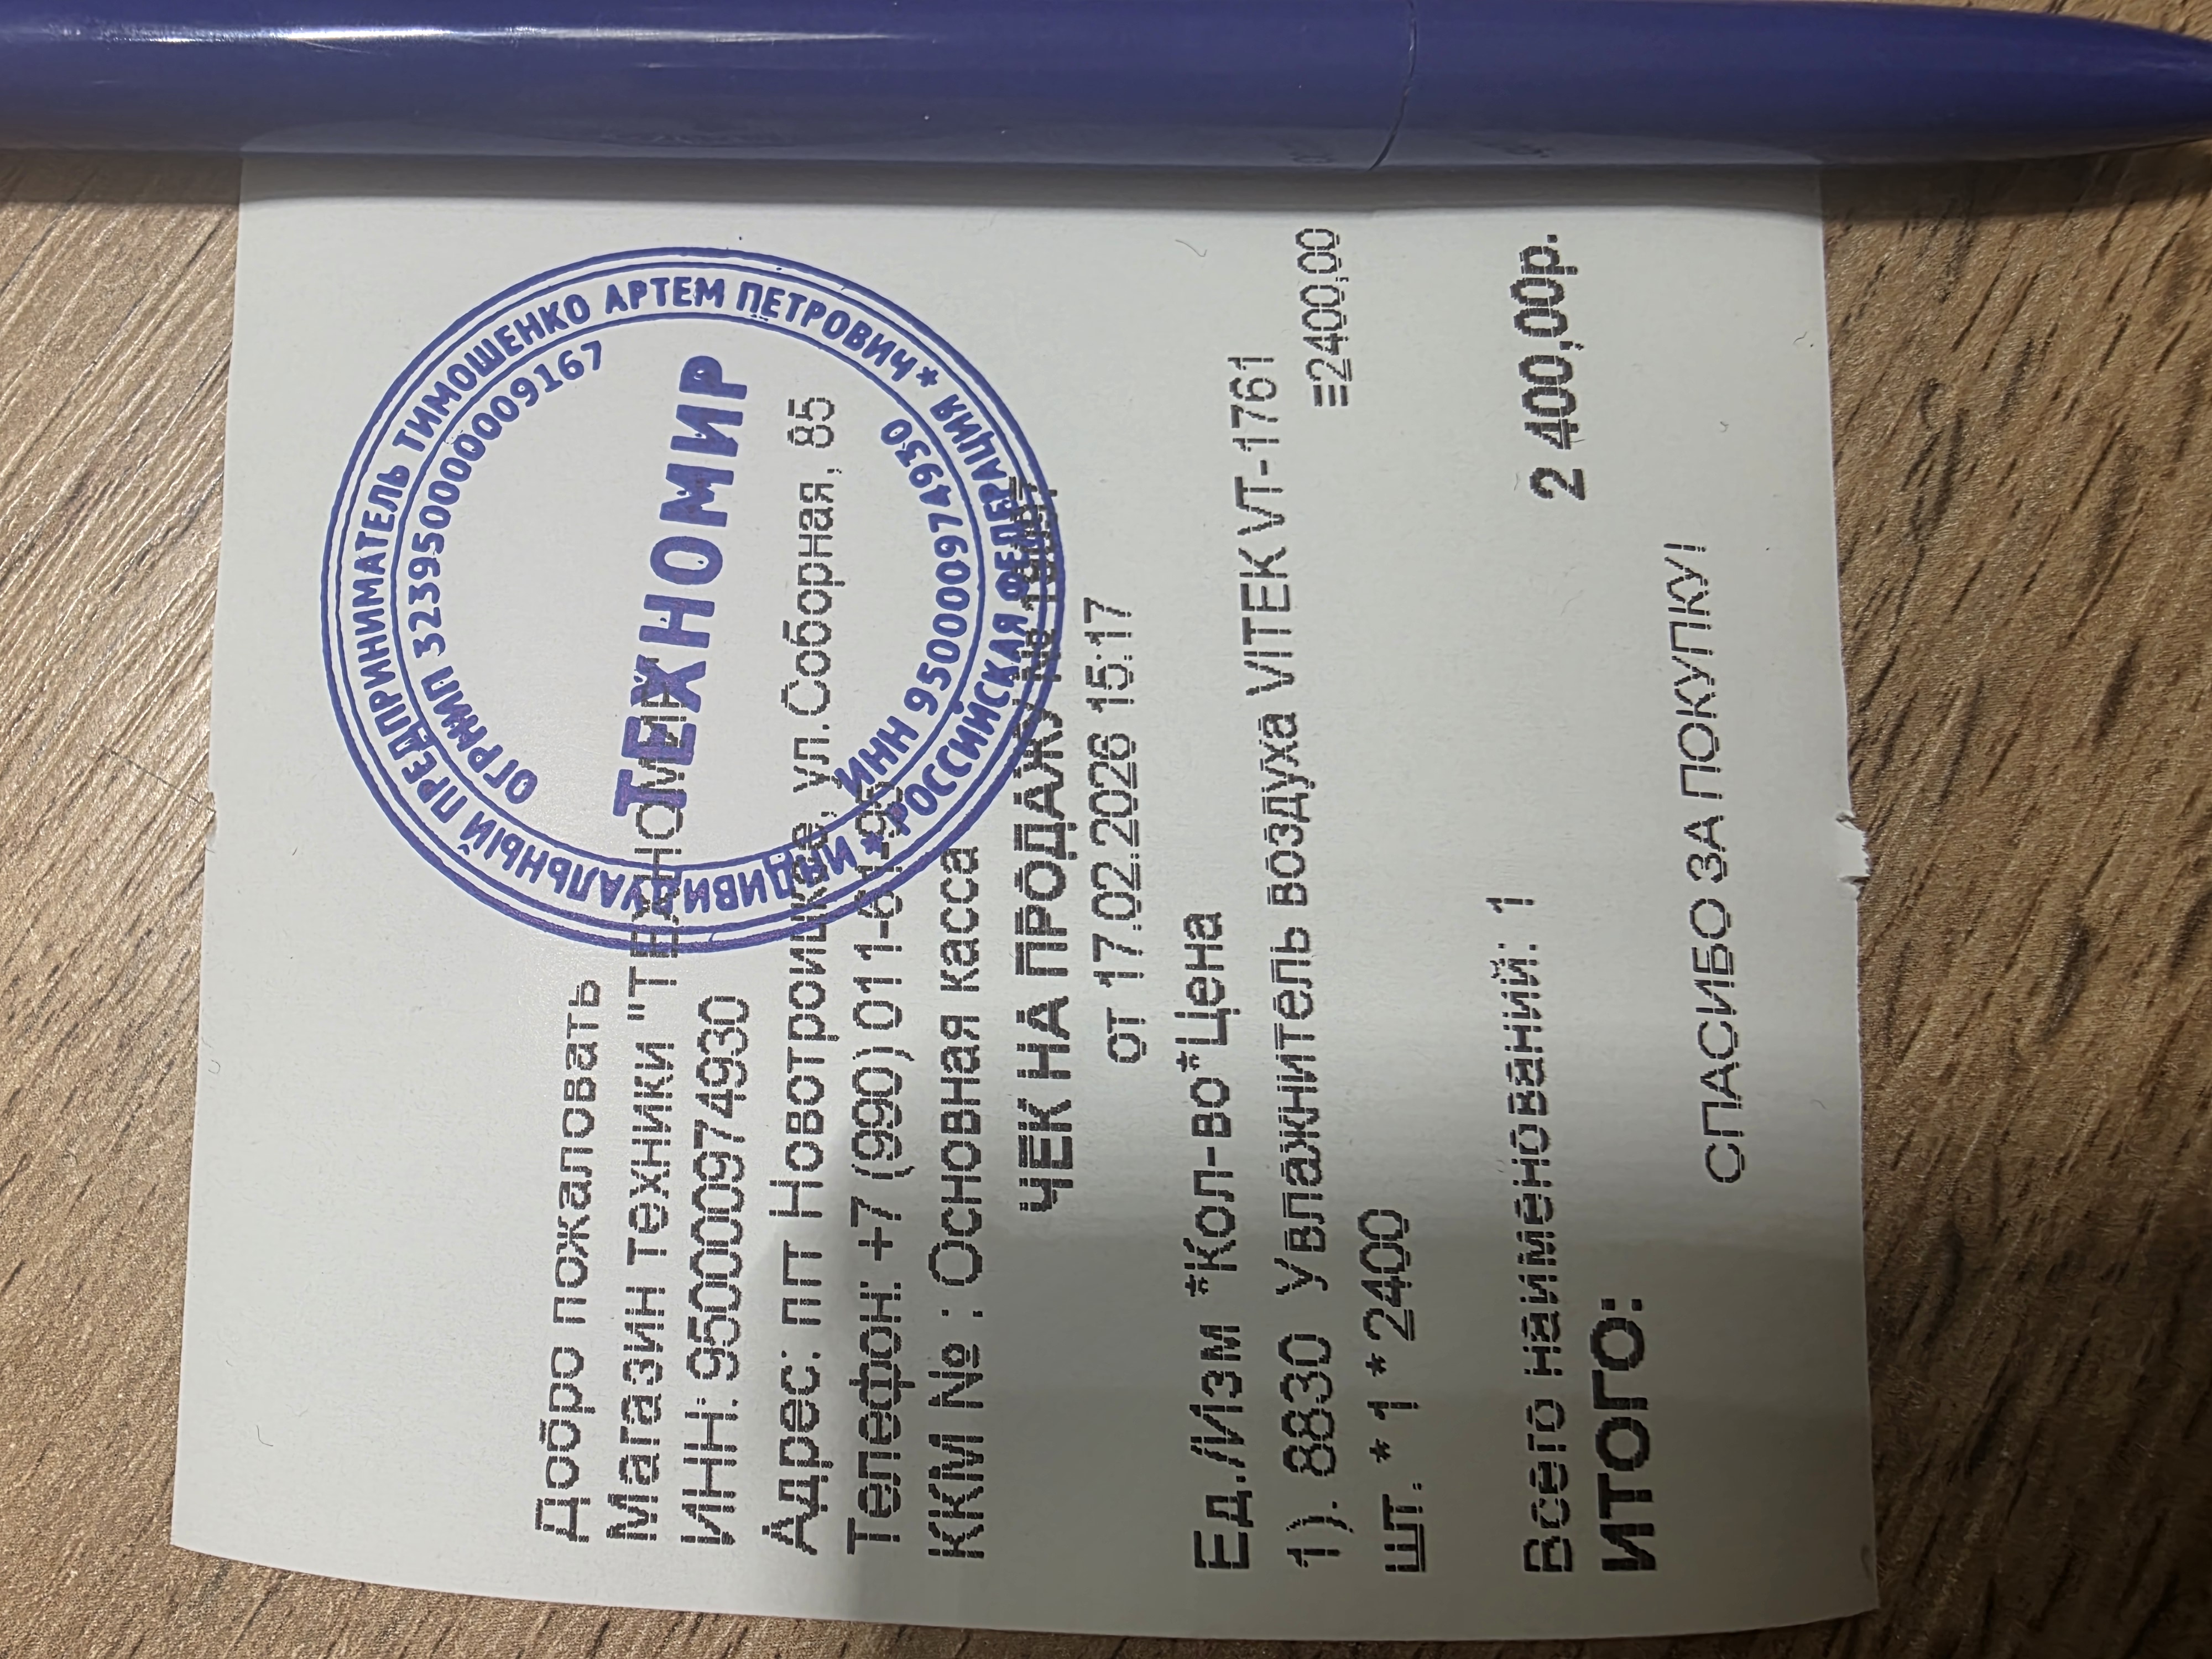 Добро пожаловать
Магазин техники "ТЕХНОМИР"
ИНН: 950000974930
Адрес: пгт Новотроицкое, ул.Соборная, 85
Телефон: +7 (990) 011-61-95
ККМ № : Основная касса
ЧЕК НА ПРОДАЖУ №
от 17.02.2026 15:17
Ед./Изм *Кол-во*Цена
1). 8830 Увлажнитель воздуха VITEK VT-1761
шт. * 1 * 2400 =2400,00
Всего наименований: 1
ИТОГО: 2 400,00р.
СПАСИБО ЗА ПОКУПКУ!
ИНДИВИДУАЛЬНЫЙ ПРЕДПРИНИМАТЕЛЬ ТИМОШЕНКО АРТЕМ ПЕТРОВИЧ *
* РОССИЙСКАЯ ФЕДЕРАЦИЯ
ОГРНИП 323950000009167
ТЕХНОМИР
ИНН 950000974930